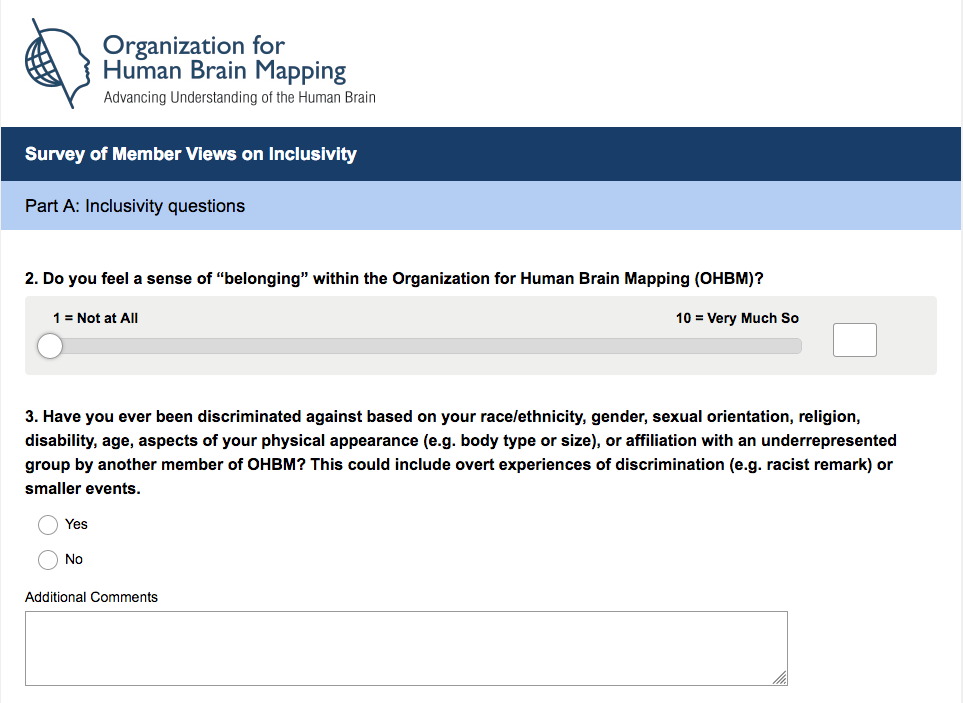 Organization for
Human Brain Mapping
Advancing Understanding of the Human Brain
Survey of Member Views on Inclusivity
Part A: Inclusivity questions
2. Do you feel a sense of “belonging” within the Organization for Human Brain Mapping (OHBM)?
1 = Not at All
10 = Very Much So
3. Have you ever been discriminated against based on your race/ethnicity, gender, sexual orientation, religion,
disability, age, aspects of your physical appearance (e.g. body type or size), or affiliation with an underrepresented
group by another member of OHBM? This could include overt experiences of discrimination (e.g. racist remark) or
smaller events.
Yes
No
Additional Comments